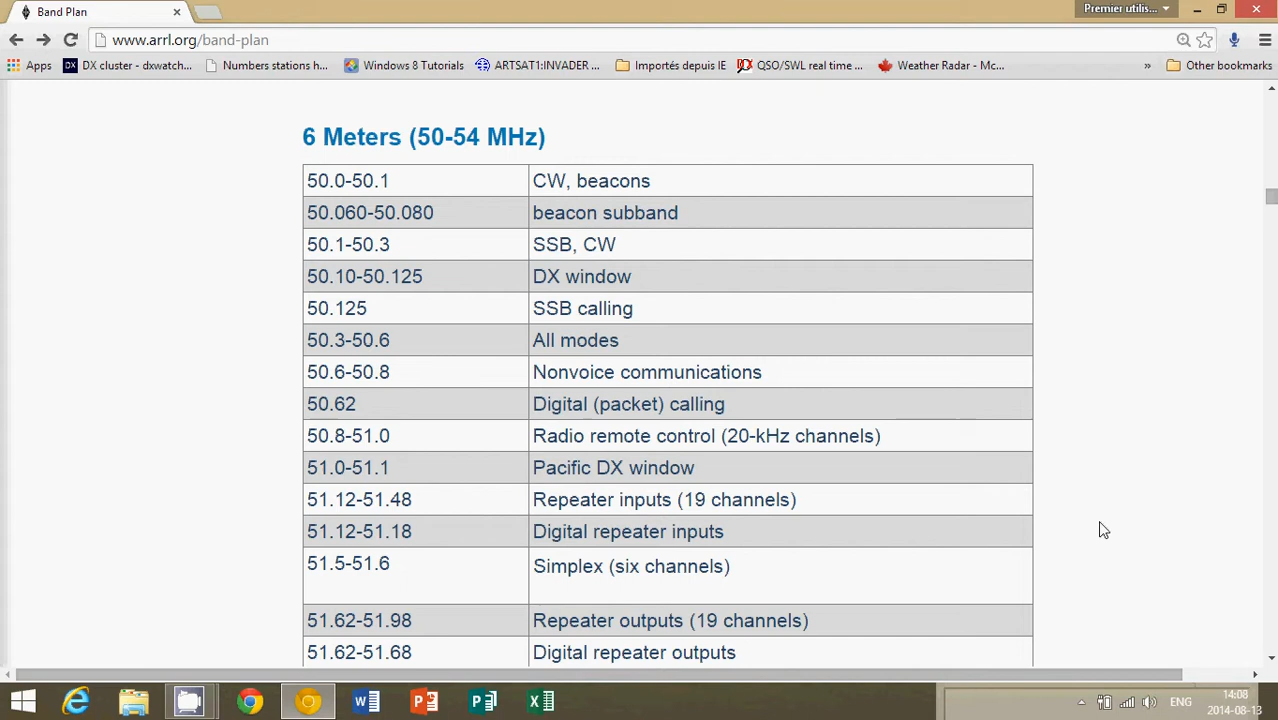 Band Plan
Premier utilis...
www.arrl.org/band-plan
Apps DX cluster - dxwatch... Numbers stations h... Windows 8 Tutorials ARTSAT1:INVADER ... Importés depuis IE QSO/SWL real time ... Weather Radar - Mc... » Other bookmarks
6 Meters (50-54 MHz)
50.0-50.1 CW, beacons
50.060-50.080 beacon subband
50.1-50.3 SSB, CW
50.10-50.125 DX window
50.125 SSB calling
50.3-50.6 All modes
50.6-50.8 Nonvoice communications
50.62 Digital (packet) calling
50.8-51.0 Radio remote control (20-kHz channels)
51.0-51.1 Pacific DX window
51.12-51.48 Repeater inputs (19 channels)
51.12-51.18 Digital repeater inputs
51.5-51.6 Simplex (six channels)
51.62-51.98 Repeater outputs (19 channels)
51.62-51.68 Digital repeater outputs
ENG 14:08
2014-08-13